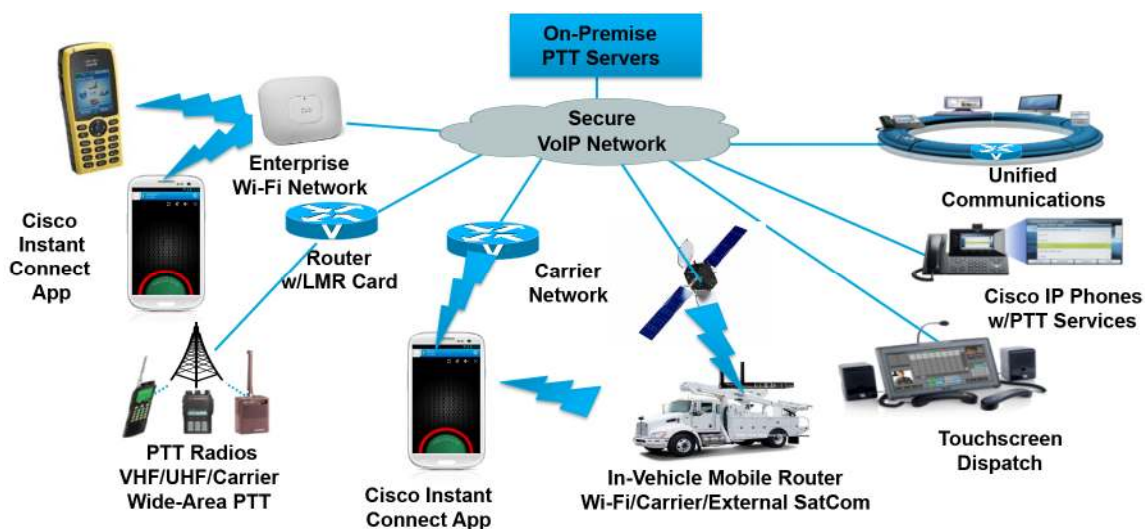 On-Premise
PTT Servers
Secure
VoIP Network
Enterprise
Wi-Fi Network
Unified
Communications
Cisco
Instant
Connect
App
Router
w/LMR Card
Carrier
Network
Cisco IP Phones
w/PTT Services
PTT Radios
VHF/UHF/Carrier
Wide-Area PTT
Cisco Instant
Connect App
In-Vehicle Mobile Router
Wi-Fi/Carrier/External SatCom
Touchscreen
Dispatch
V
V
V